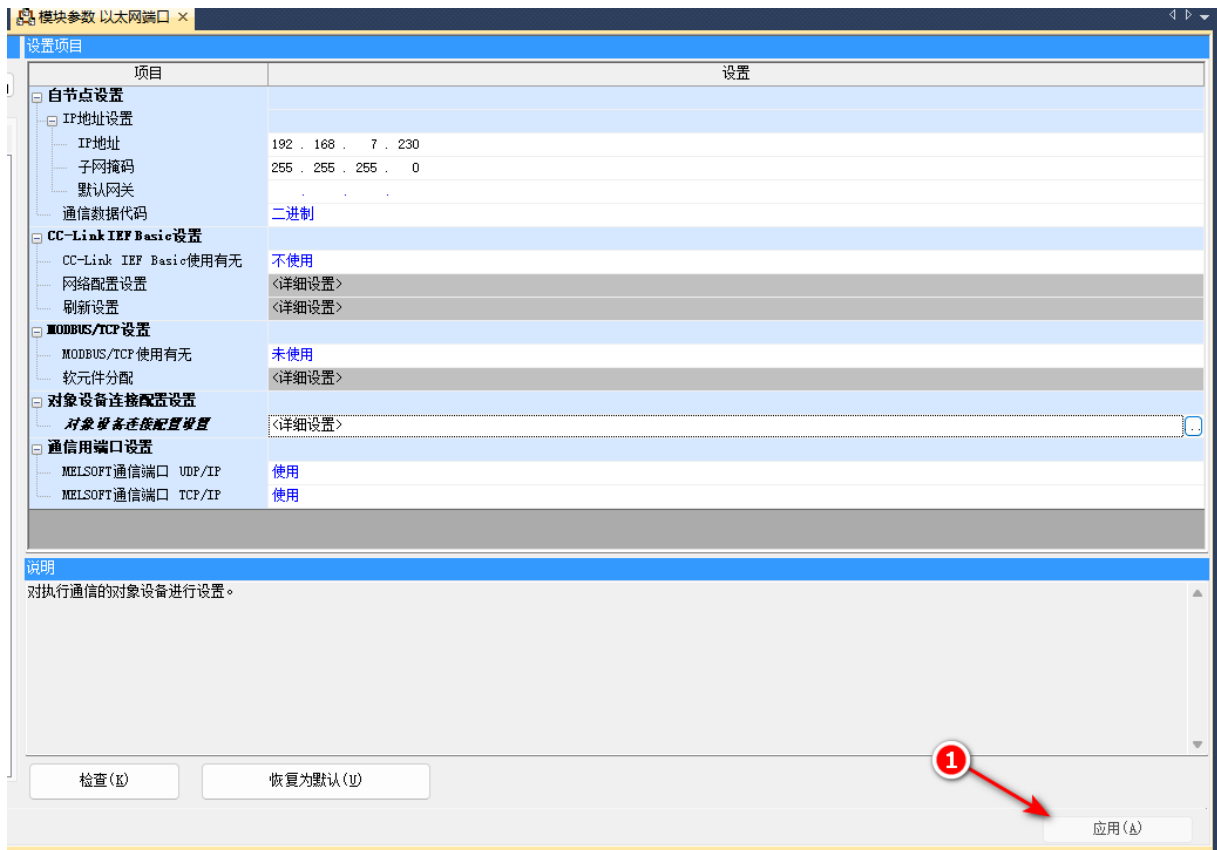 模块参数 以太网端口 ×
设置项目
项目 设置
自节点设置
IP地址设置
IP地址 192 . 168 . 7 . 230
子网掩码 255 . 255 . 255 . 0
默认网关 . . .
通信数据代码 二进制
CC-Link IEF Basic设置
CC-Link IEF Basic使用有无 不使用
网络配置设置 <详细设置>
刷新设置 <详细设置>
MODBUS/TCP设置
MODBUS/TCP使用有无 未使用
软元件分配 <详细设置>
对象设备连接配置设置
对象设备连接配置设置 <详细设置> ..
通信用端口设置
MELSOFT通信端口 UDP/IP 使用
MELSOFT通信端口 TCP/IP 使用
说明
对执行通信的对象设备进行设置。
1
检查(K) 恢复为默认(U)
应用(A)